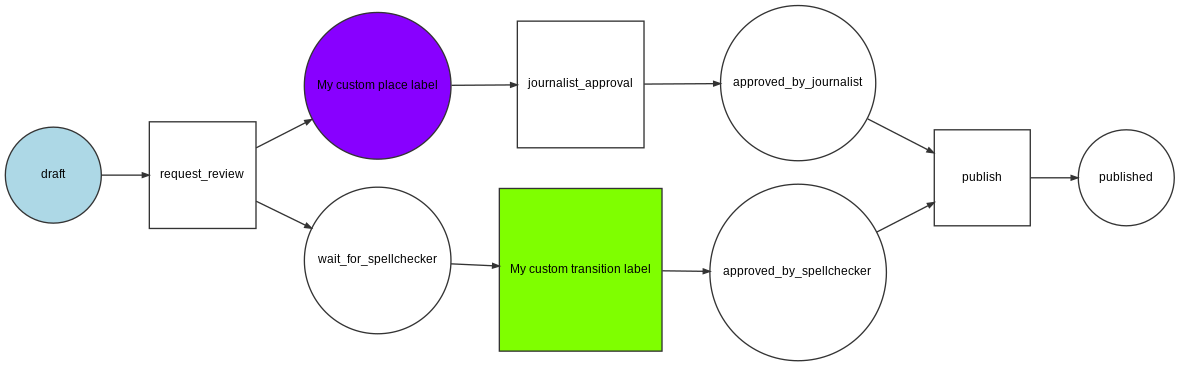 draft
request_review
My custom place label
journalist_approval
approved_by_journalist
wait_for_spellchecker
My custom transition label
approved_by_spellchecker
publish
published